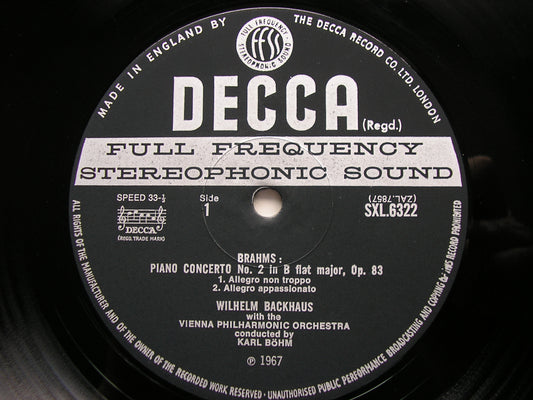 MADE IN ENGLAND BY
THE DECCA RECORD CO. LTD. LONDON
FULL FREQUENCY
ffss
STEREOPHONIC SOUND
DECCA (Regd.)
FULL FREQUENCY
STEREOPHONIC SOUND
SPEED 33-⅓
DECCA
(REGD. TRADE MARK)
Side
1
(ZAL.7857)
SXL.6322
BRAHMS:
PIANO CONCERTO No. 2 in B flat major, Op. 83
1. Allegro non troppo
2. Allegro appassionato
WILHELM BACKHAUS
with the
VIENNA PHILHARMONIC ORCHESTRA
conducted by
KARL BÖHM
℗ 1967
ALL RIGHTS OF THE MANUFACTURER AND OF THE OWNER OF THE RECORDED WORK RESERVED · UNAUTHORISED PUBLIC PERFORMANCE BROADCASTING AND COPYING OF THIS RECORD PROHIBITED